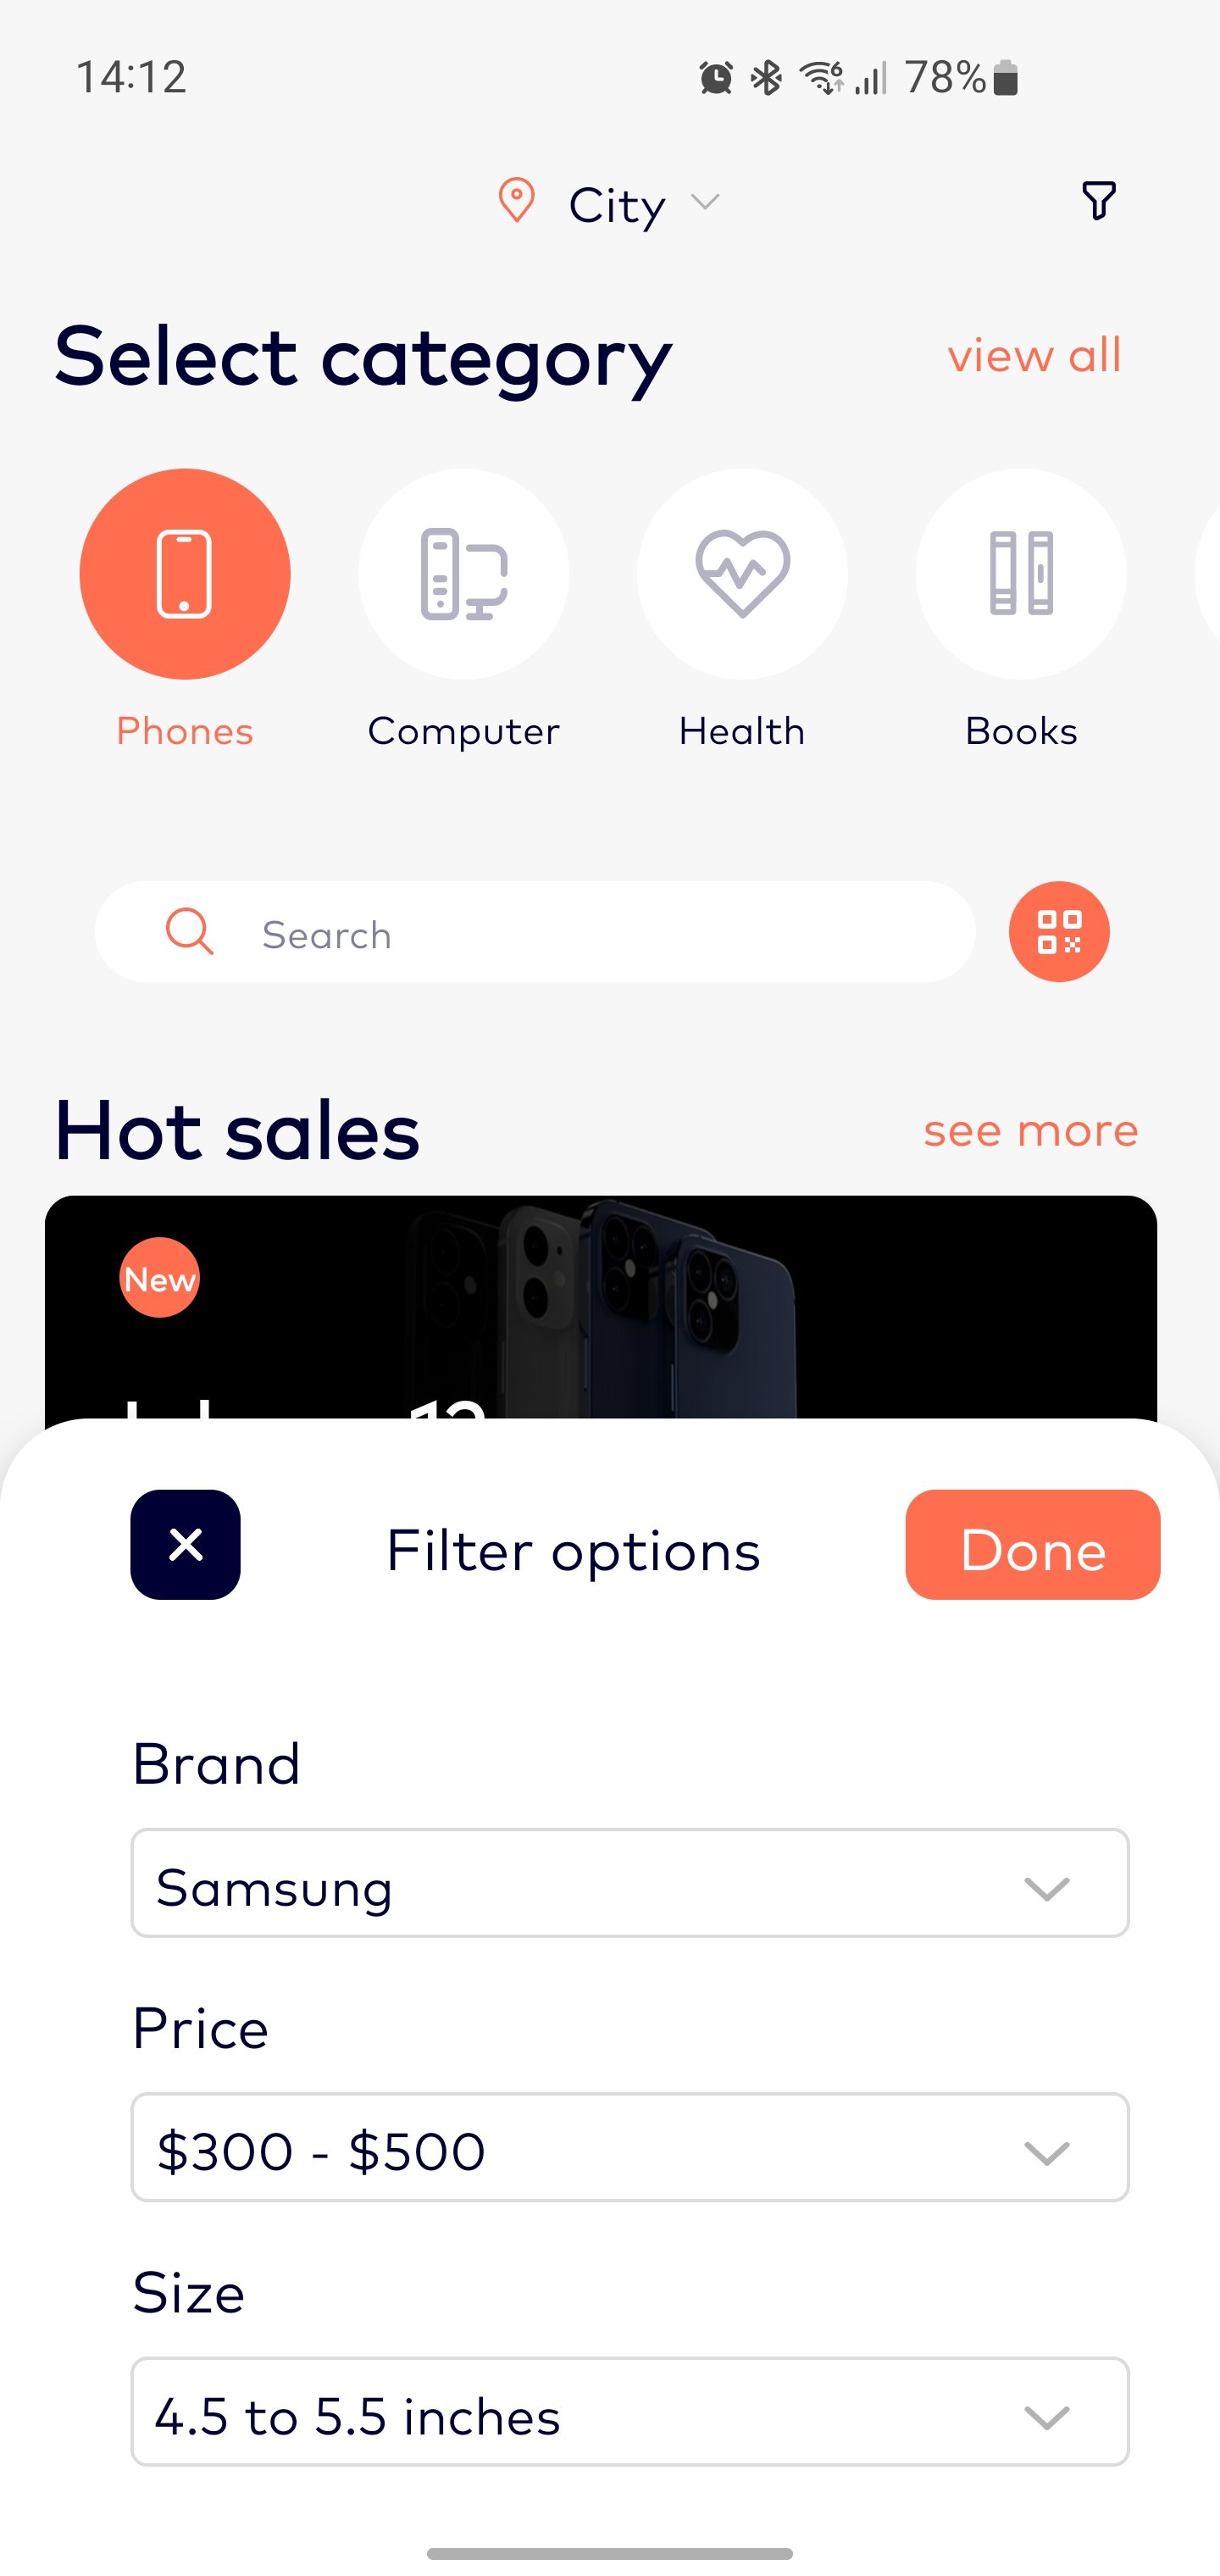 14:12
78%
City
Select category
view all
Phones
Computer
Health
Books
Search
Hot sales
see more
New
Filter options
Done
Brand
Samsung
Price
$300 - $500
Size
4.5 to 5.5 inches